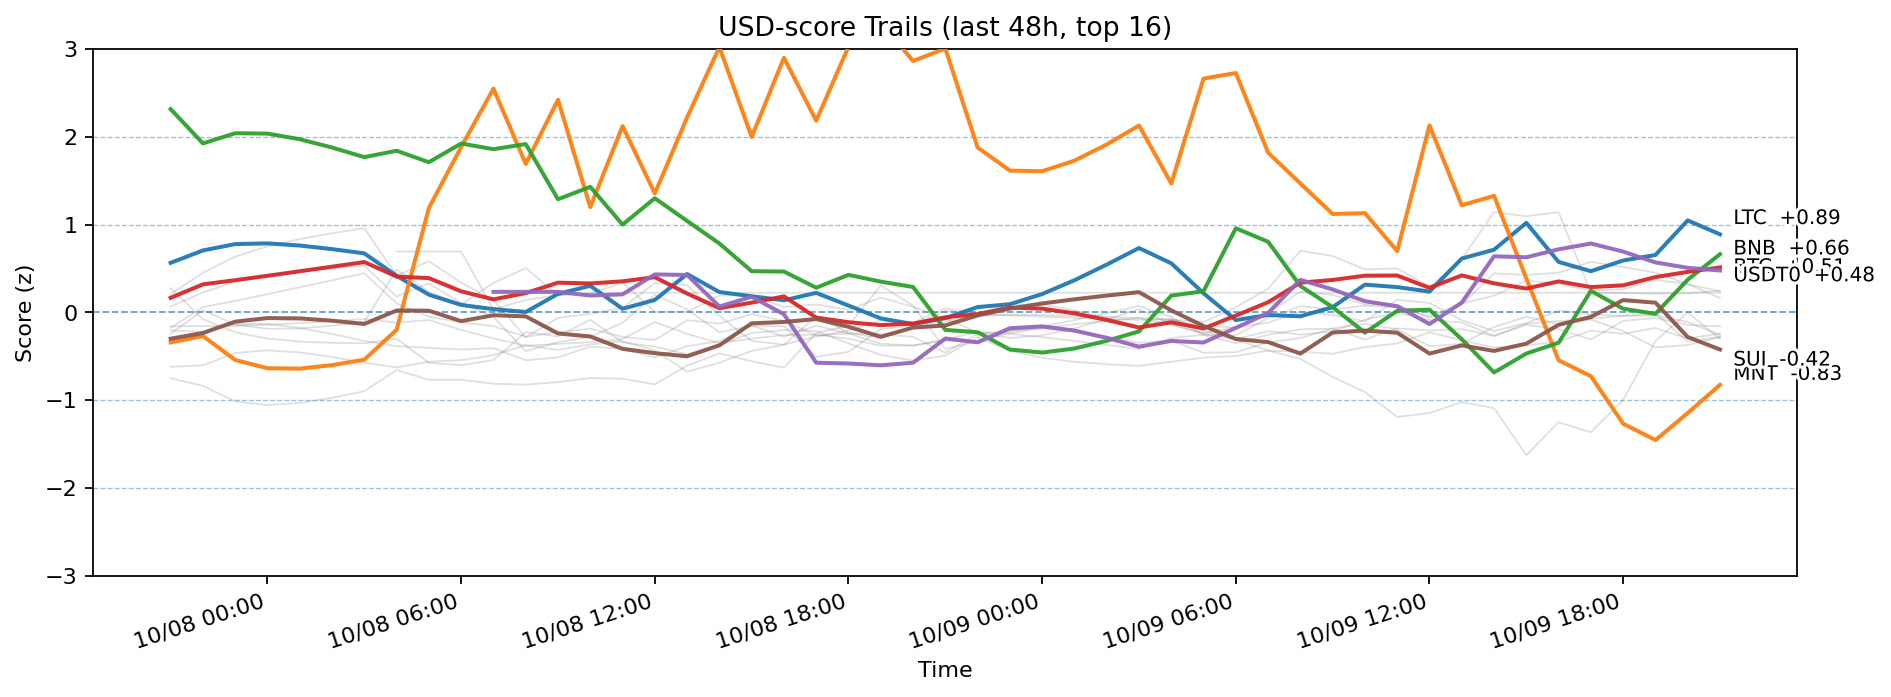 USD-score Trails (last 48h, top 16)
Score (z)
3
2
1
0
−1
−2
−3
LTC +0.89
BNB +0.66
USDT0 +0.48
SUI -0.42
MNT -0.83
10/08 00:00
10/08 06:00
10/08 12:00
10/08 18:00
10/09 00:00
10/09 06:00
10/09 12:00
10/09 18:00
Time